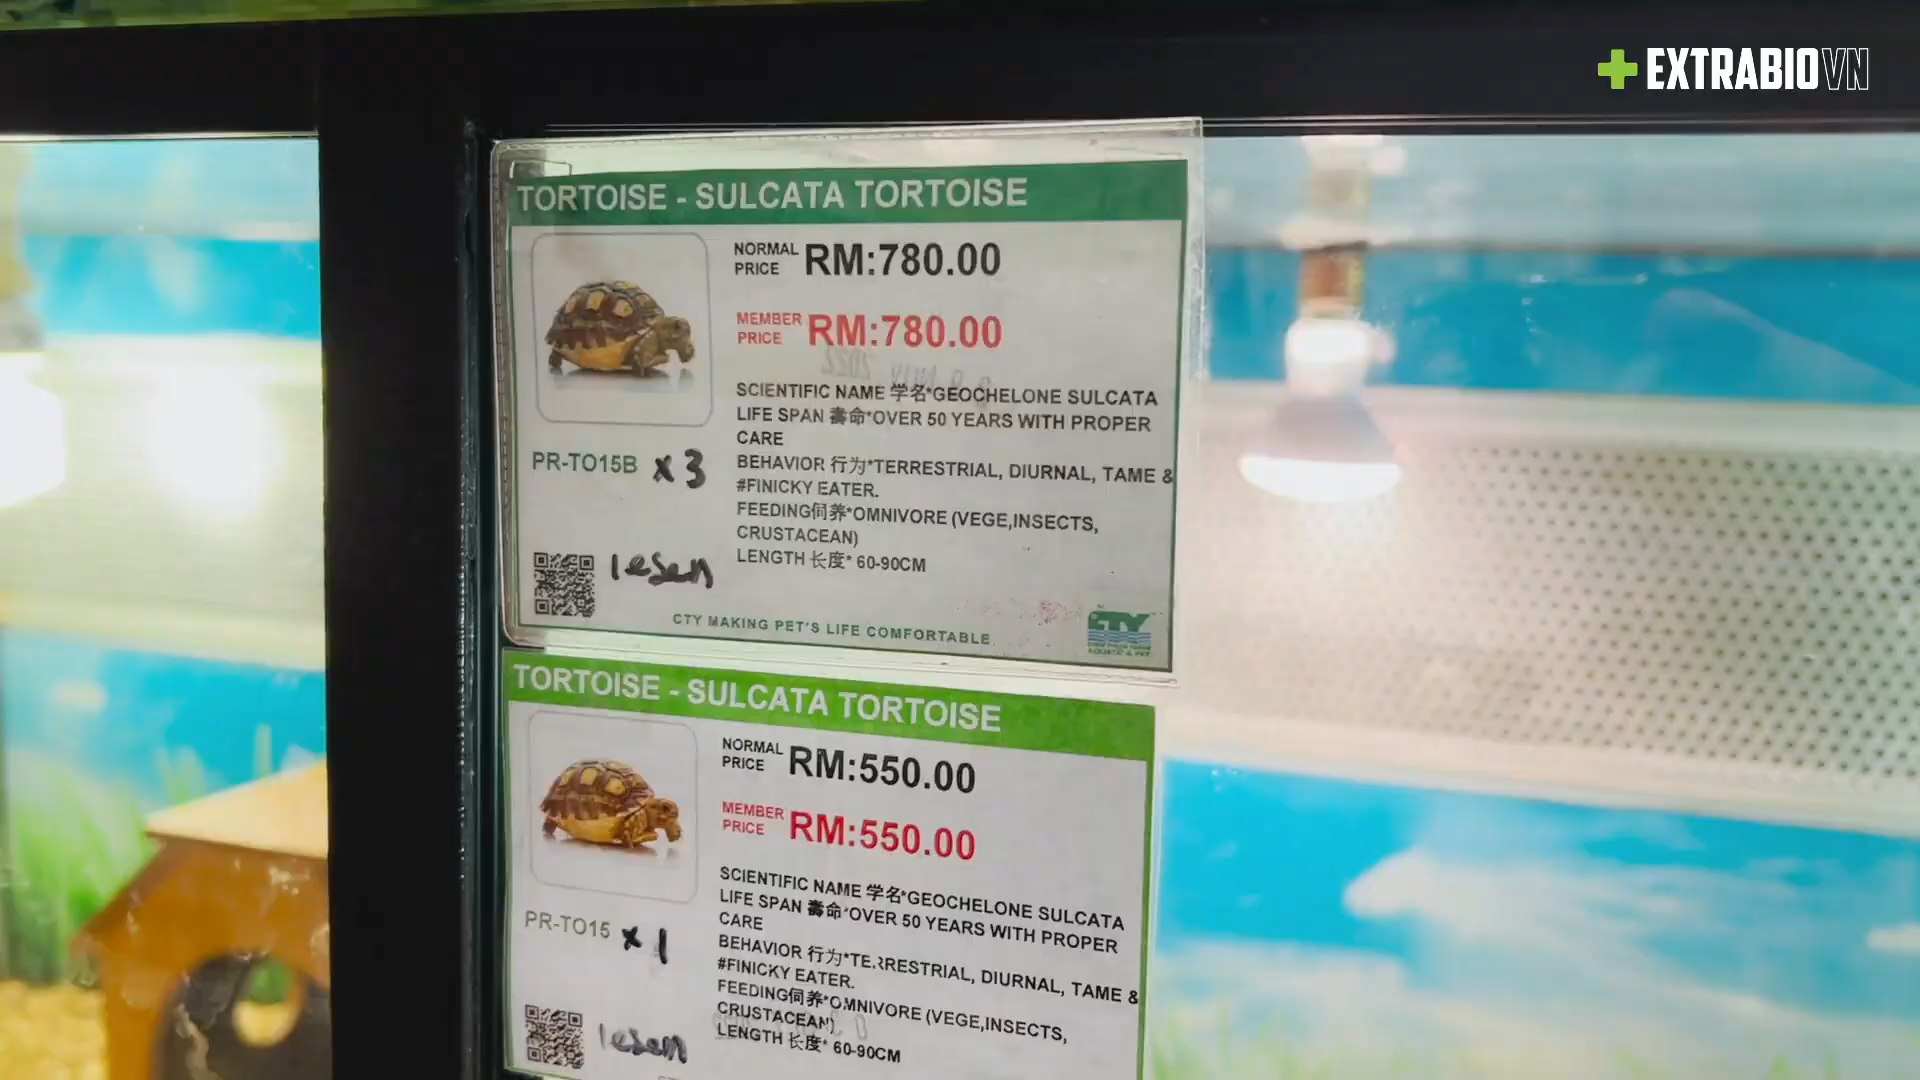 EXTRABIOVN
TORTOISE - SULCATA TORTOISE
NORMAL PRICE RM:780.00
MEMBER PRICE RM:780.00
SCIENTIFIC NAME 学名*GEOCHELONE SULCATA
LIFE SPAN 壽命*OVER 50 YEARS WITH PROPER
CARE
BEHAVIOR 行为*TERRESTRIAL, DIURNAL, TAME &
#FINICKY EATER.
FEEDING伺养*OMNIVORE (VEGE,INSECTS,
CRUSTACEAN)
LENGTH 长度* 60-90CM
PR-TO15B x 3
lesen
CTY MAKING PET'S LIFE COMFORTABLE.
CTY
TORTOISE - SULCATA TORTOISE
NORMAL PRICE RM:550.00
MEMBER PRICE RM:550.00
SCIENTIFIC NAME 学名*GEOCHELONE SULCATA
LIFE SPAN 壽命*OVER 50 YEARS WITH PROPER
CARE
BEHAVIOR 行为*TERRESTRIAL, DIURNAL, TAME &
#FINICKY EATER.
FEEDING伺养*OMNIVORE (VEGE,INSECTS,
CRUSTACEAN)
LENGTH 长度* 60-90CM
PR-TO15 x 1
lesen